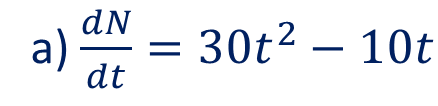 a) dN/dt = 30t² − 10t